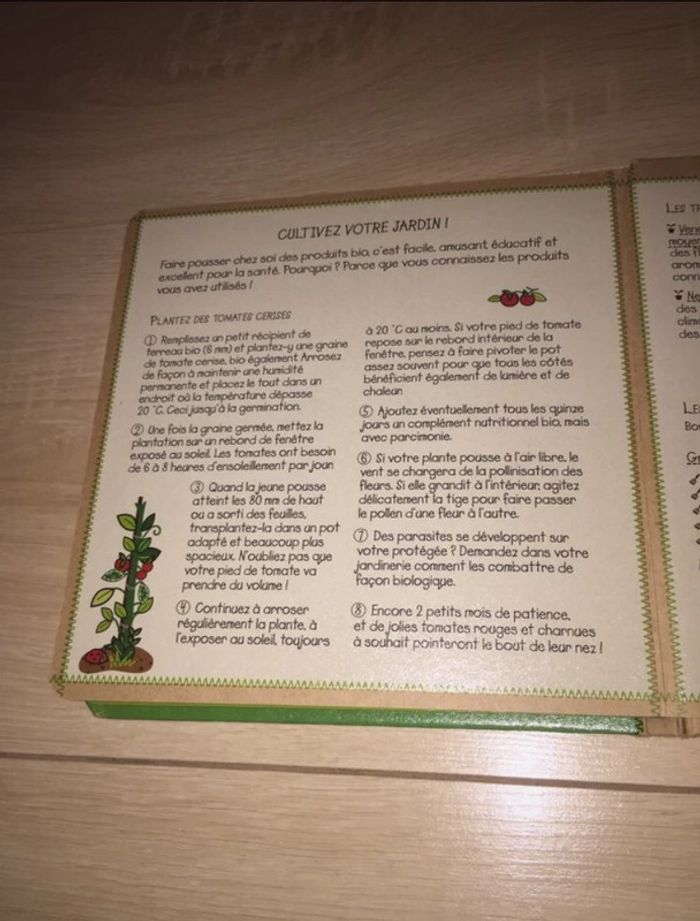 CULTIVEZ VOTRE JARDIN !
Faire pousser chez soi des produits bio, c'est facile, amusant éducatif et
excellent pour la santé. Pourquoi ? Parce que vous connaissez les produits
vous avez utilisés !
PLANTEZ DES TOMATES CERISES
① Remplissez un petit récipient de
terreau bio (6 mm) et plantez-y une graine
de tomate cerise, bio également. Arrosez
de façon à maintenir une humidité
permanente et placez le tout dans un
endroit où la température dépasse
20 °C. Ceci jusqu'à la germination.
② Une fois la graine germée, mettez la
plantation sur un rebord de fenêtre
exposé au soleil. Les tomates ont besoin
de 6 à 8 heures d'ensoleillement par jour.
③ Quand la jeune pousse
atteint les 80 mm de haut
ou a sorti des feuilles,
transplantez-la dans un pot
adapté et beaucoup plus
spacieux. N'oubliez pas que
votre pied de tomate va
prendre du volume !
④ Continuez à arroser
régulièrement la plante, à
l'exposer au soleil, toujours
à 20 °C au moins. Si votre pied de tomate
repose sur le rebord intérieur de la
fenêtre, pensez à faire pivoter le pot
assez souvent pour que tous les côtés
bénéficient également de lumière et de
chaleur.
⑤ Ajoutez éventuellement tous les quinze
jours un complément nutritionnel bio, mais
avec parcimonie.
⑥ Si votre plante pousse à l'air libre, le
vent se chargera de la pollinisation des
fleurs. Si elle grandit à l'intérieur, agitez
délicatement la tige pour faire passer
le pollen d'une fleur à l'autre.
⑦ Des parasites se développent sur
votre protégée ? Demandez dans votre
jardinerie comment les combattre de
façon biologique.
⑧ Encore 2 petits mois de patience,
et de jolies tomates rouges et charnues
à souhait pointeront le bout de leur nez !
LES
des
des